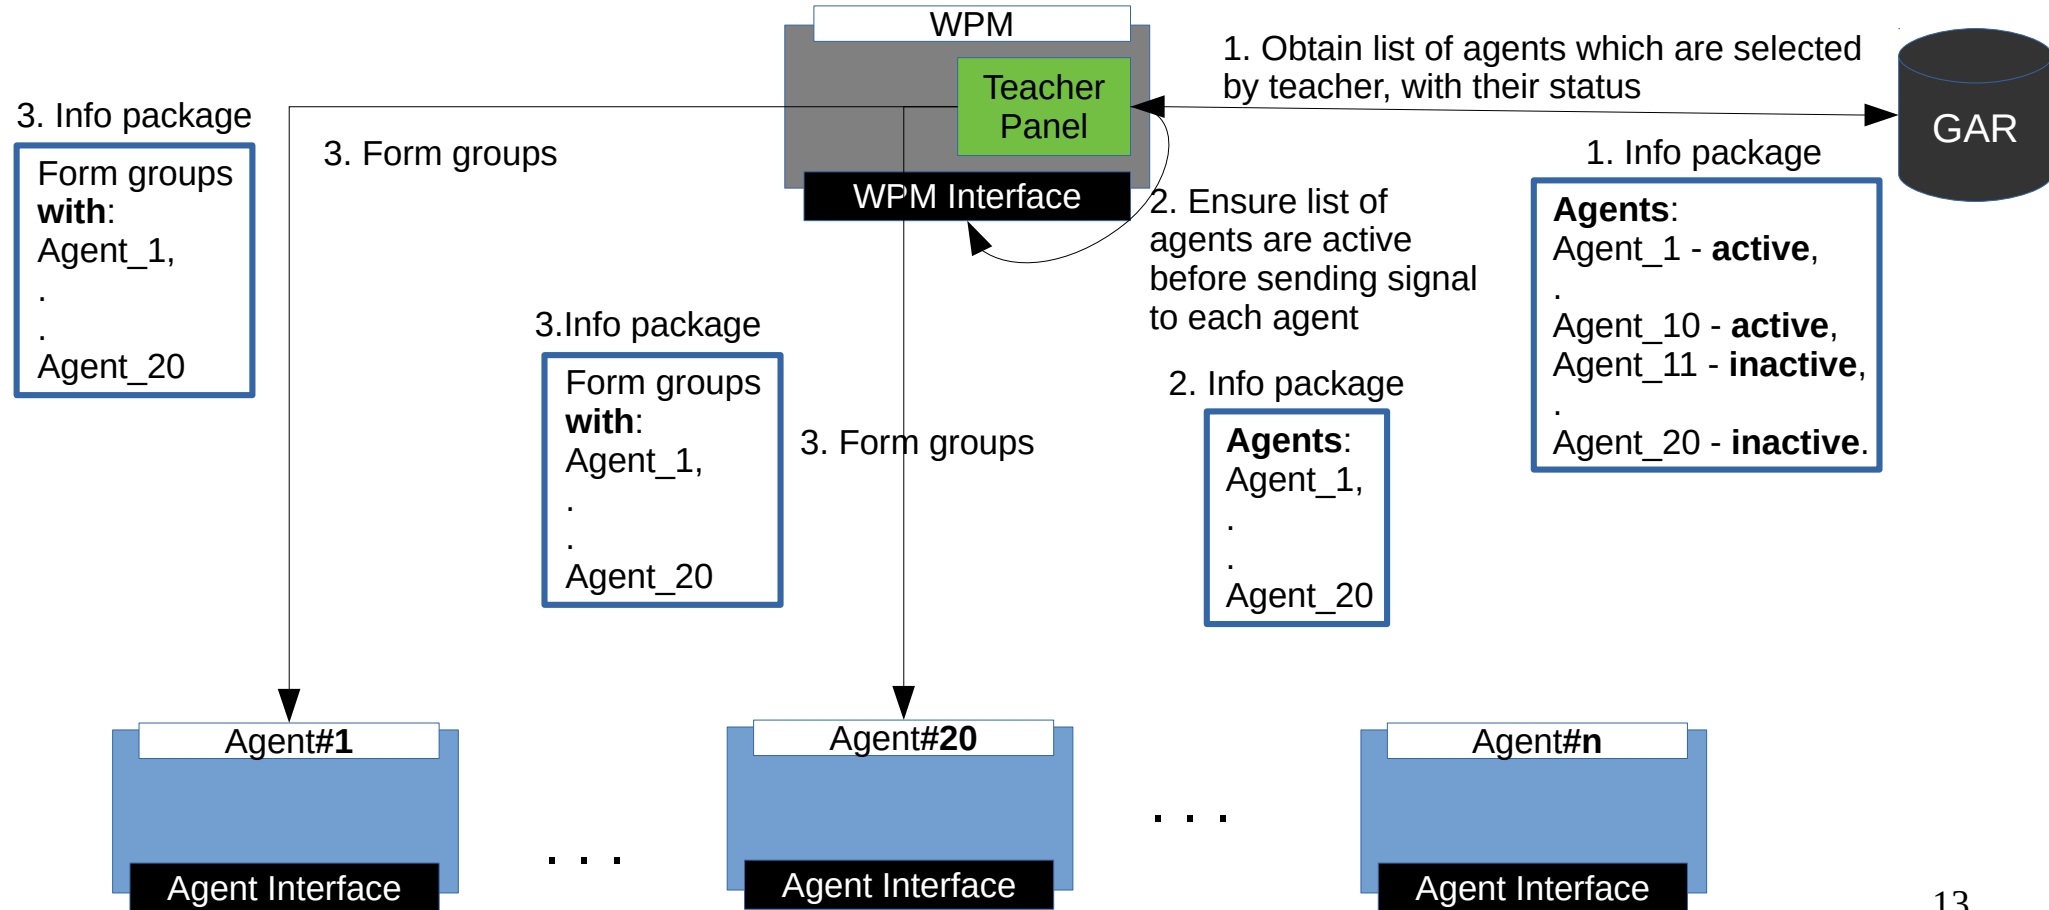 WPM
Teacher
Panel
WPM Interface
1. Obtain list of agents which are selected
by teacher, with their status
GAR
3. Info package
Form groups
with:
Agent_1,
.
.
Agent_20
3. Form groups
1. Info package
Agents:
Agent_1 - active,
.
Agent_10 - active,
Agent_11 - inactive,
.
Agent_20 - inactive.
2. Ensure list of
agents are active
before sending signal
to each agent
3.Info package
Form groups
with:
Agent_1,
.
.
Agent_20
3. Form groups
2. Info package
Agents:
Agent_1,
.
.
Agent_20
Agent#1
Agent Interface
. . .
Agent#20
Agent Interface
. . .
Agent#n
Agent Interface
13